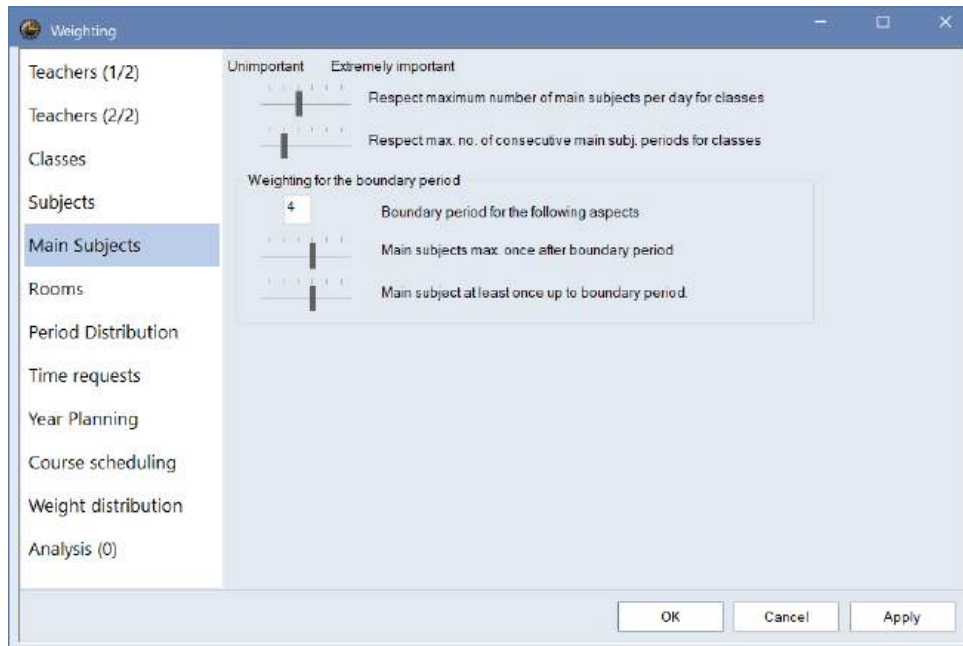 Weighting
Teachers (1/2)
Teachers (2/2)
Classes
Subjects
Main Subjects
Rooms
Period Distribution
Time requests
Year Planning
Course scheduling
Weight distribution
Analysis (0)
Unimportant Extremely important
Respect maximum number of main subjects per day for classes
Respect max. no. of consecutive main subj. periods for classes
Weighting for the boundary period
4 Boundary period for the following aspects
Main subjects max. once after boundary period
Main subject at least once up to boundary period.
OK Cancel Apply